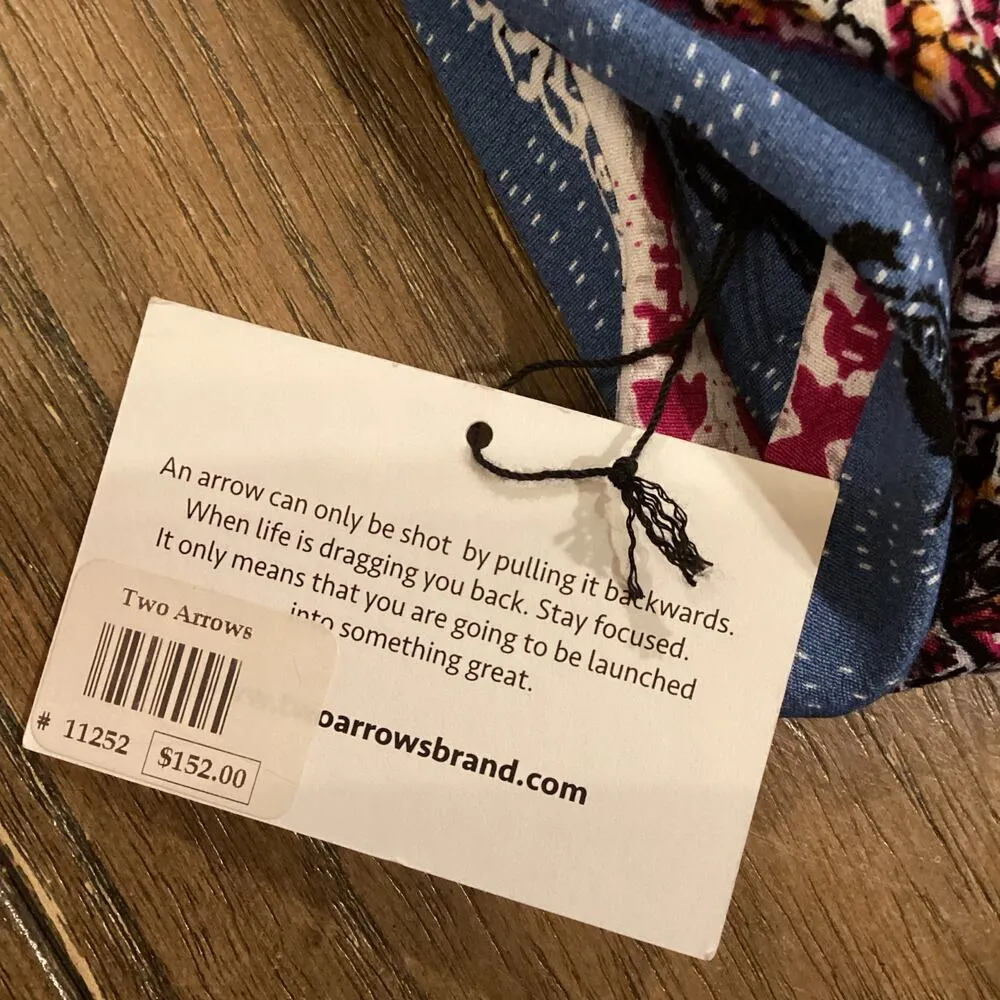 An arrow can only be shot by pulling it backwards.
When life is dragging you back. Stay focused.
It only means that you are going to be launched
into something great.
oarrowsbrand.com
Two Arrows
# 11252
$152.00